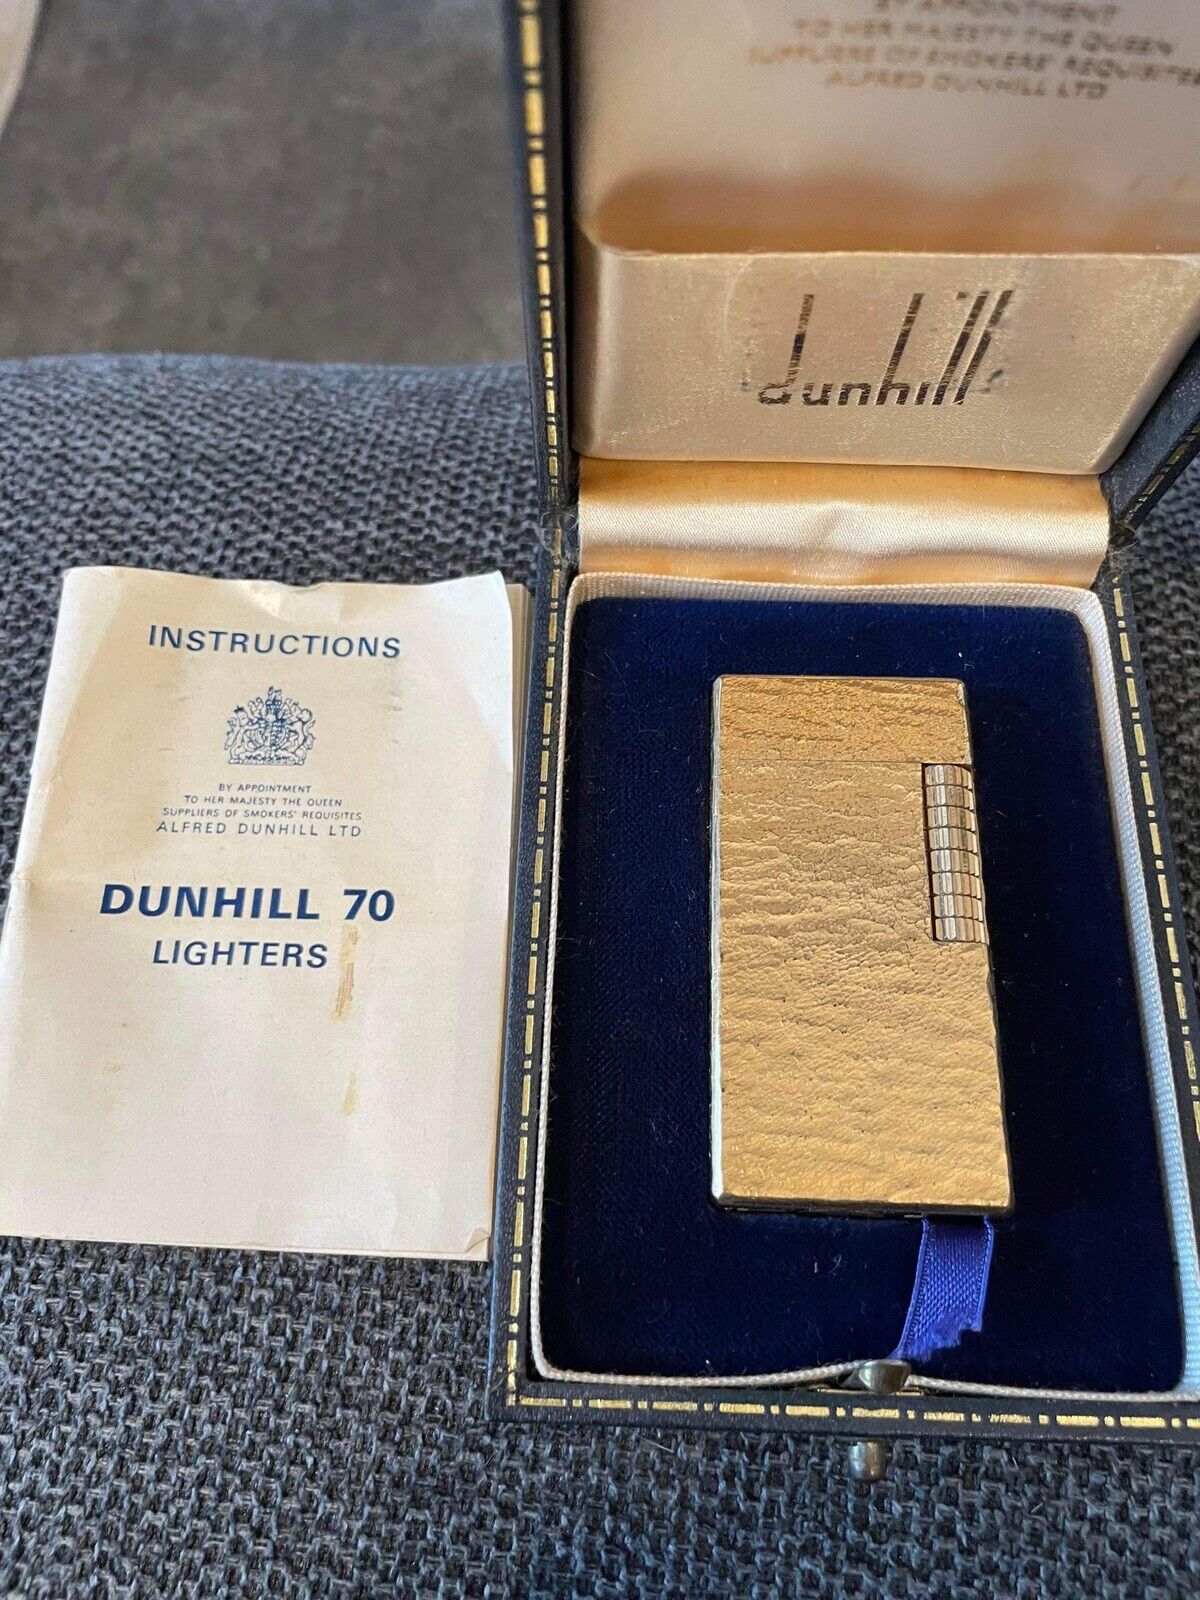 BY APPOINTMENT
TO HER MAJESTY THE QUEEN
SUPPLIERS OF SMOKERS' REQUISITES
ALFRED DUNHILL LTD
dunhill
INSTRUCTIONS
BY APPOINTMENT
TO HER MAJESTY THE QUEEN
SUPPLIERS OF SMOKERS' REQUISITES
ALFRED DUNHILL LTD
DUNHILL 70
LIGHTERS